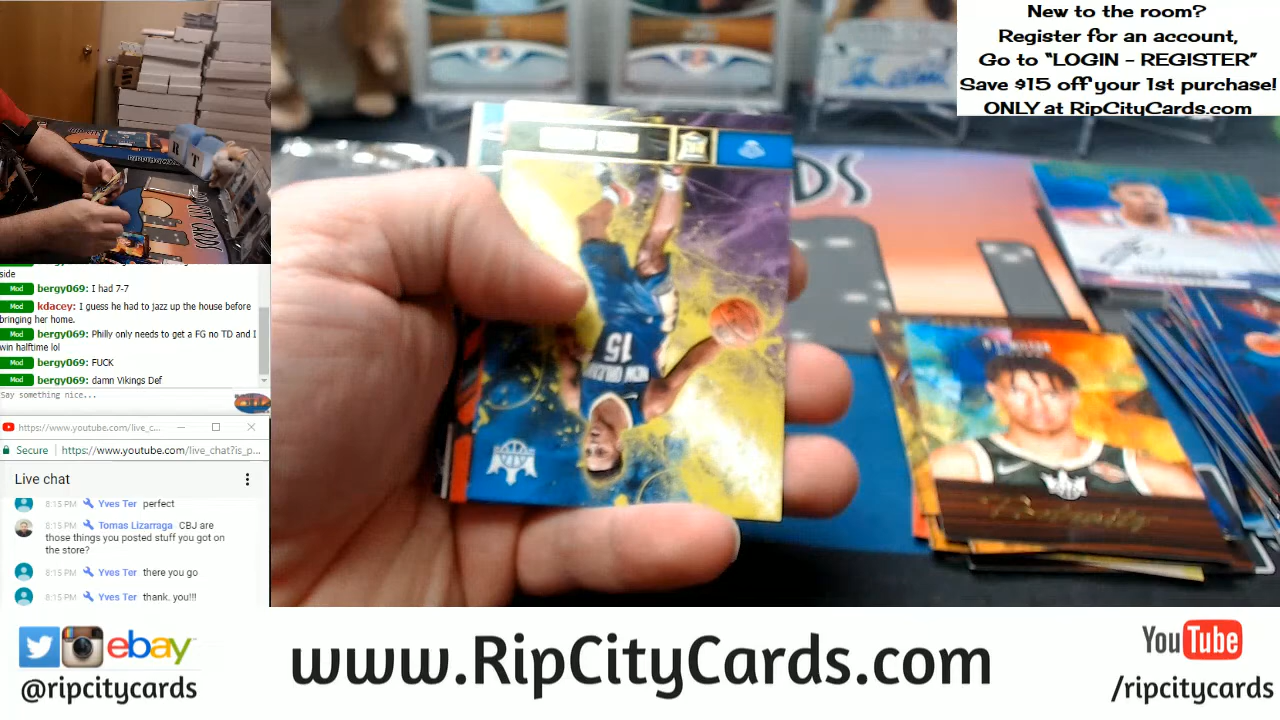 New to the room?
Register for an account,
Go to “LOGIN - REGISTER”
Save $15 off your 1st purchase!
ONLY at RipCityCards.com
side
Mod bergy069: I had 7-7
Mod kdacey: I guess he had to jazz up the house before
bringing her home.
Mod bergy069: Philly only needs to get a FG no TD and I
win halftime lol
Mod bergy069: FUCK
Mod bergy069: damn Vikings Def
Say something nice...
https://www.youtube.com/live_c...
Secure https://www.youtube.com/live_chat?is_p...
Live chat
8:15 PM Yves Ter perfect
8:15 PM Tomas Lizarraga CBJ are
those things you posted stuff you got on
the store?
8:15 PM Yves Ter there you go
8:15 PM Yves Ter thank. you!!!
15
NEW ORLEANS
RDS
ebay
@ripcitycards
www.RipCityCards.com
YouTube
/ripcitycards